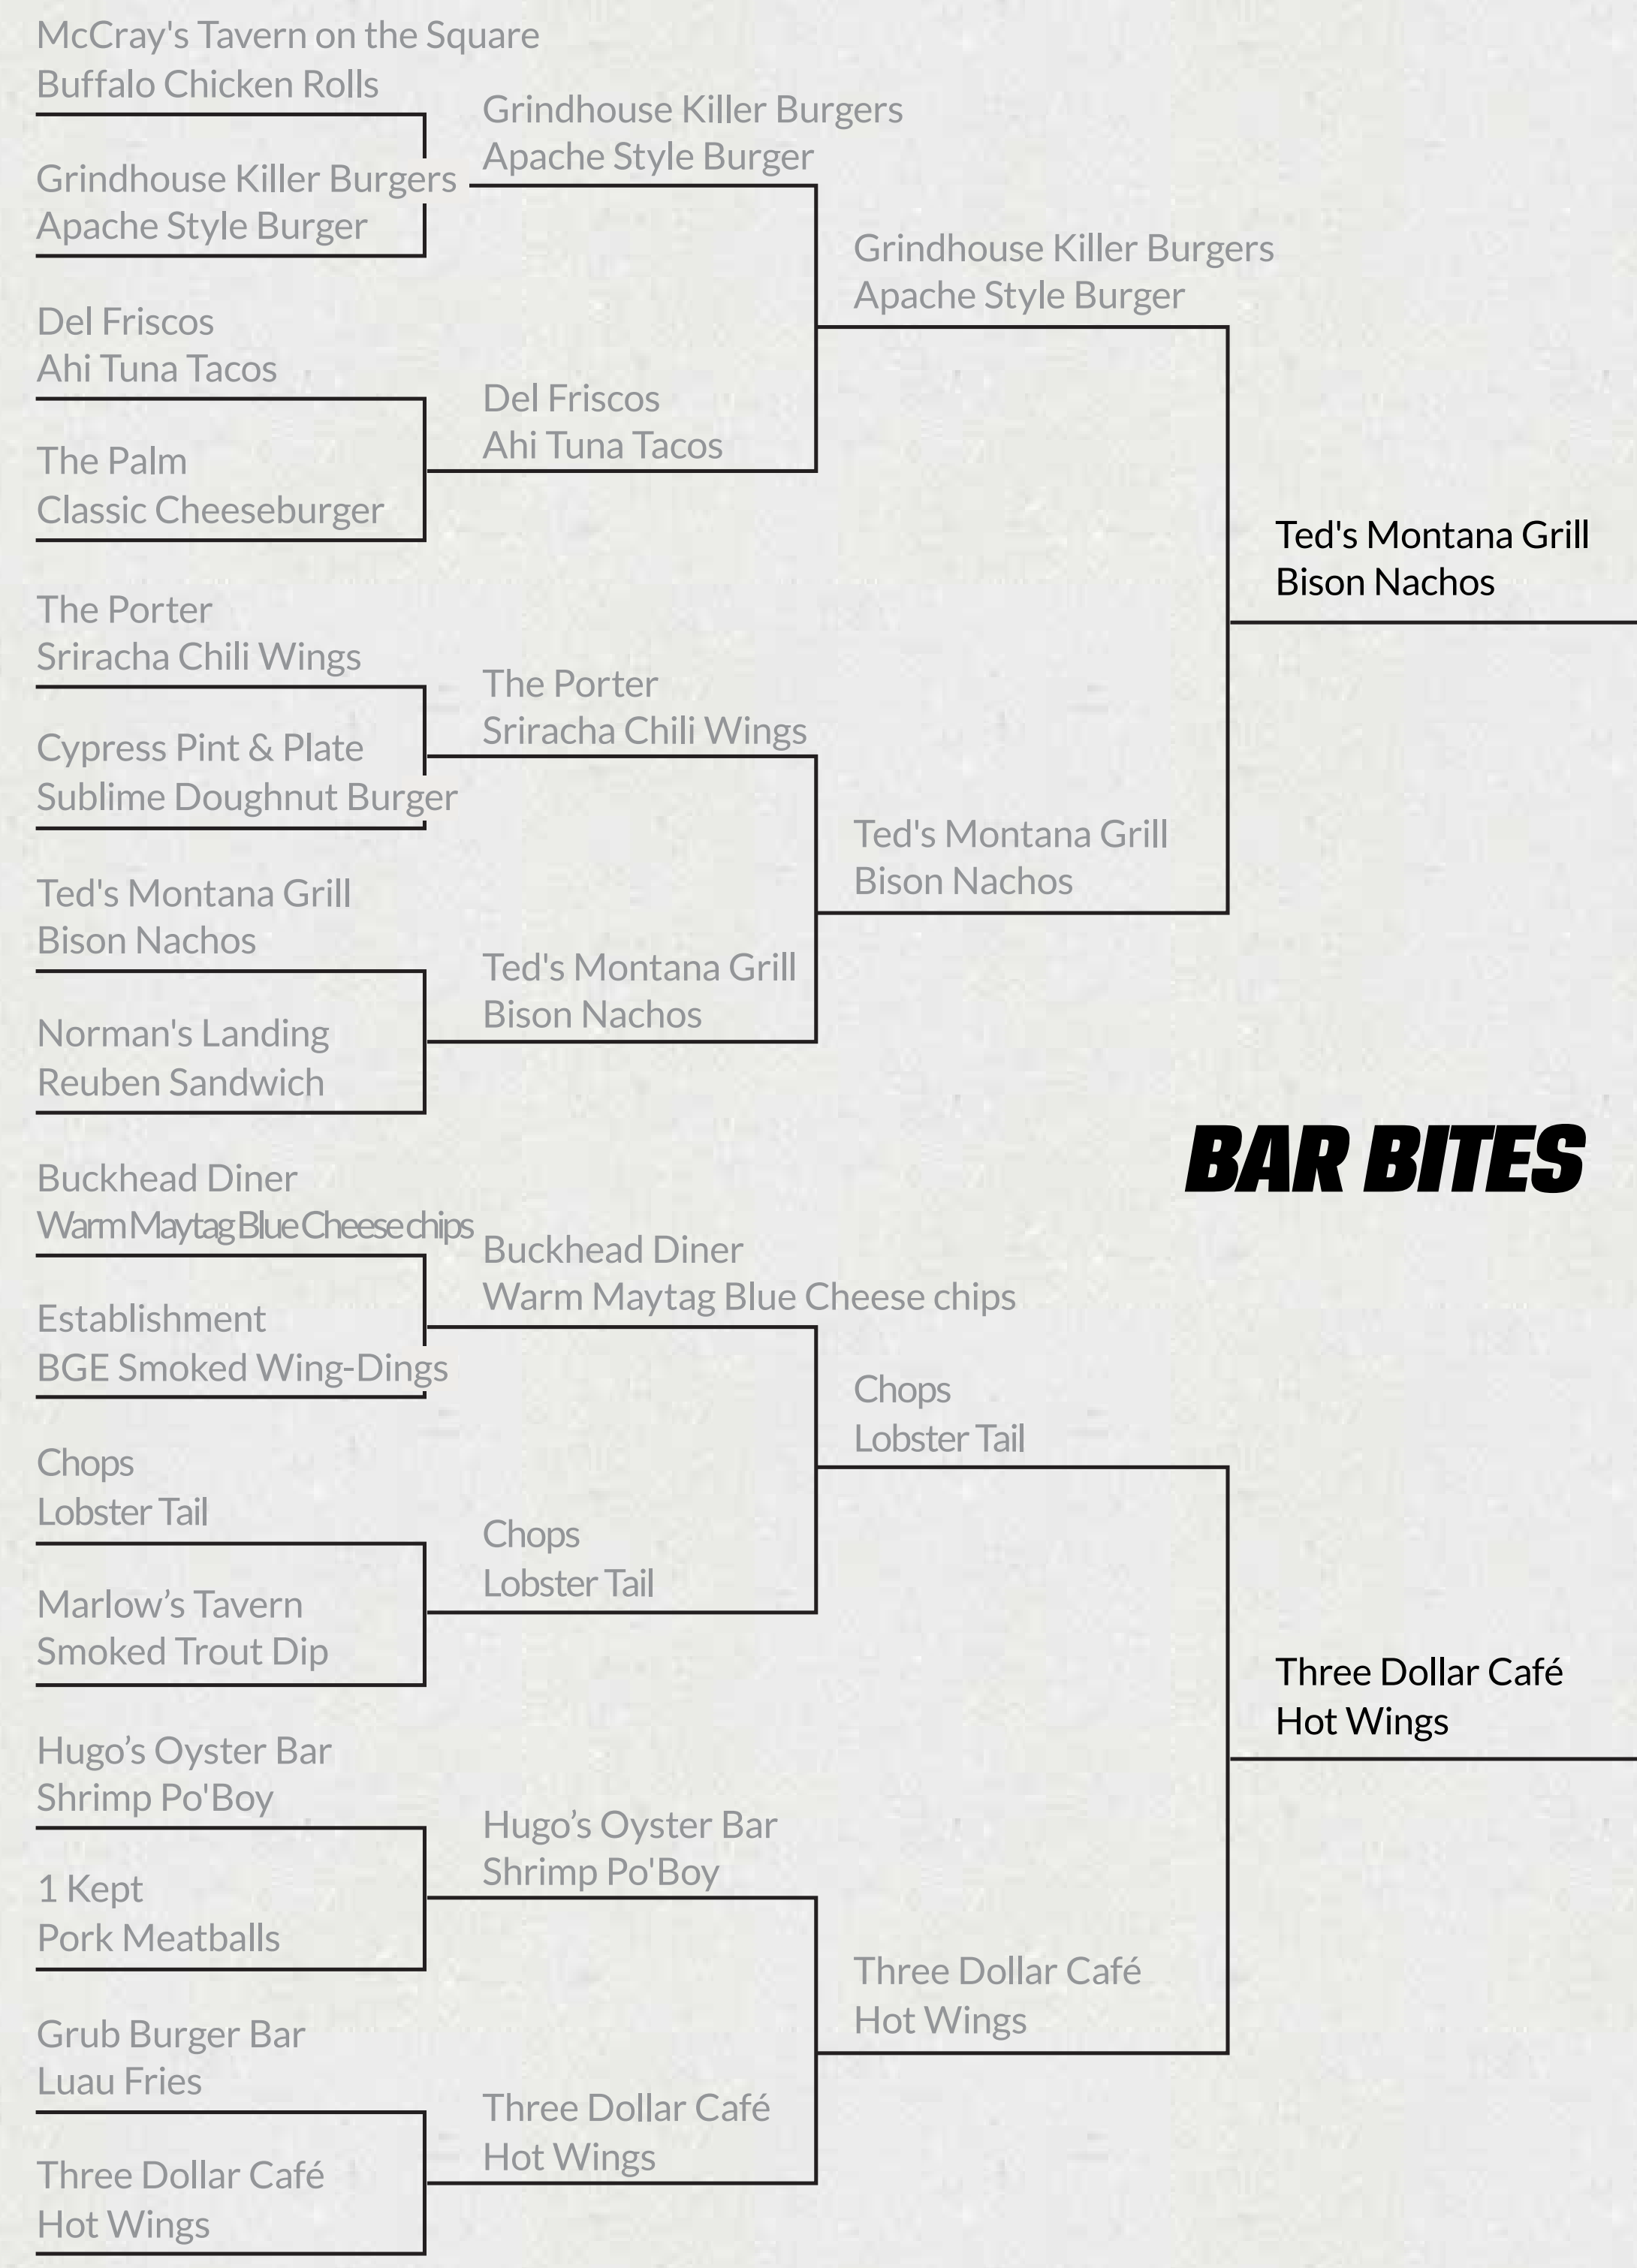 McCray's Tavern on the Square
Buffalo Chicken Rolls
Grindhouse Killer Burgers
Apache Style Burger
Del Friscos
Ahi Tuna Tacos
The Palm
Classic Cheeseburger
The Porter
Sriracha Chili Wings
Cypress Pint & Plate
Sublime Doughnut Burger
Ted's Montana Grill
Bison Nachos
Norman's Landing
Reuben Sandwich
Buckhead Diner
Warm Maytag Blue Cheese chips
Establishment
BGE Smoked Wing-Dings
Chops
Lobster Tail
Marlow’s Tavern
Smoked Trout Dip
Hugo’s Oyster Bar
Shrimp Po'Boy
1 Kept
Pork Meatballs
Grub Burger Bar
Luau Fries
Three Dollar Café
Hot Wings
Grindhouse Killer Burgers
Apache Style Burger
Del Friscos
Ahi Tuna Tacos
The Porter
Sriracha Chili Wings
Ted's Montana Grill
Bison Nachos
Buckhead Diner
Warm Maytag Blue Cheese chips
Chops
Lobster Tail
Hugo’s Oyster Bar
Shrimp Po'Boy
Three Dollar Café
Hot Wings
Grindhouse Killer Burgers
Apache Style Burger
Ted's Montana Grill
Bison Nachos
Chops
Lobster Tail
Three Dollar Café
Hot Wings
Ted's Montana Grill
Bison Nachos
BAR BITES
Three Dollar Café
Hot Wings